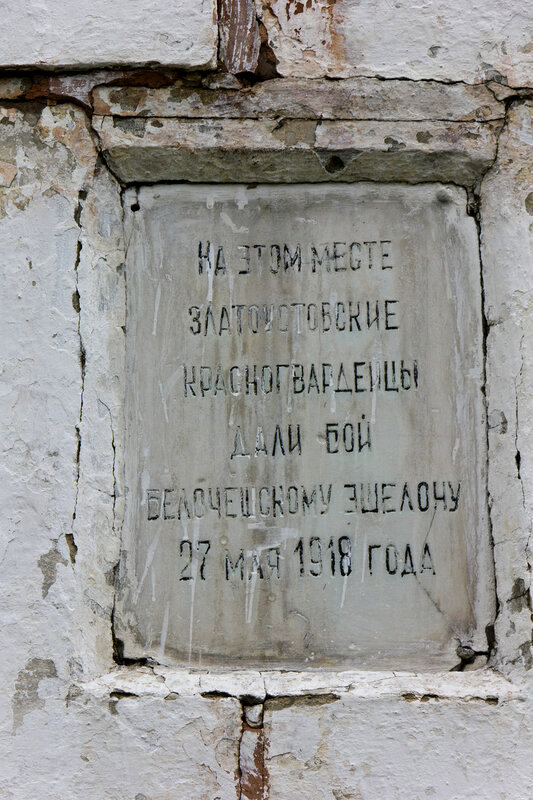 НА ЭТОМ МЕСТЕ
ЗЛАТОУСТОВСКИЕ
КРАСНОГВАРДЕЙЦЫ
ДАЛИ БОЙ
БЕЛОЧЕШСКОМУ ЭШЕЛОНУ
27 МАЯ 1918 ГОДА